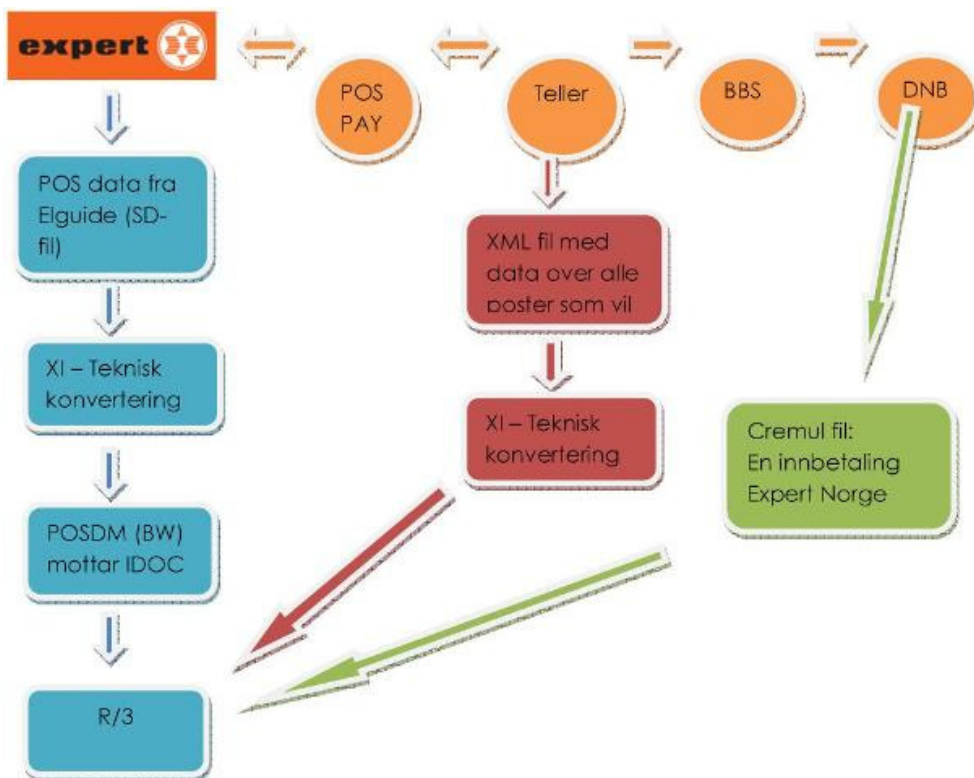 expert
POS
PAY
Teller
BBS
DNB
POS data fra
Elguide (SD-
fil)
XML fil med
data over alle
poster som vil
XI – Teknisk
konvertering
XI – Teknisk
konvertering
Cremul fil:
En innbetaling
Expert Norge
POSDM (BW)
mottar IDOC
R/3